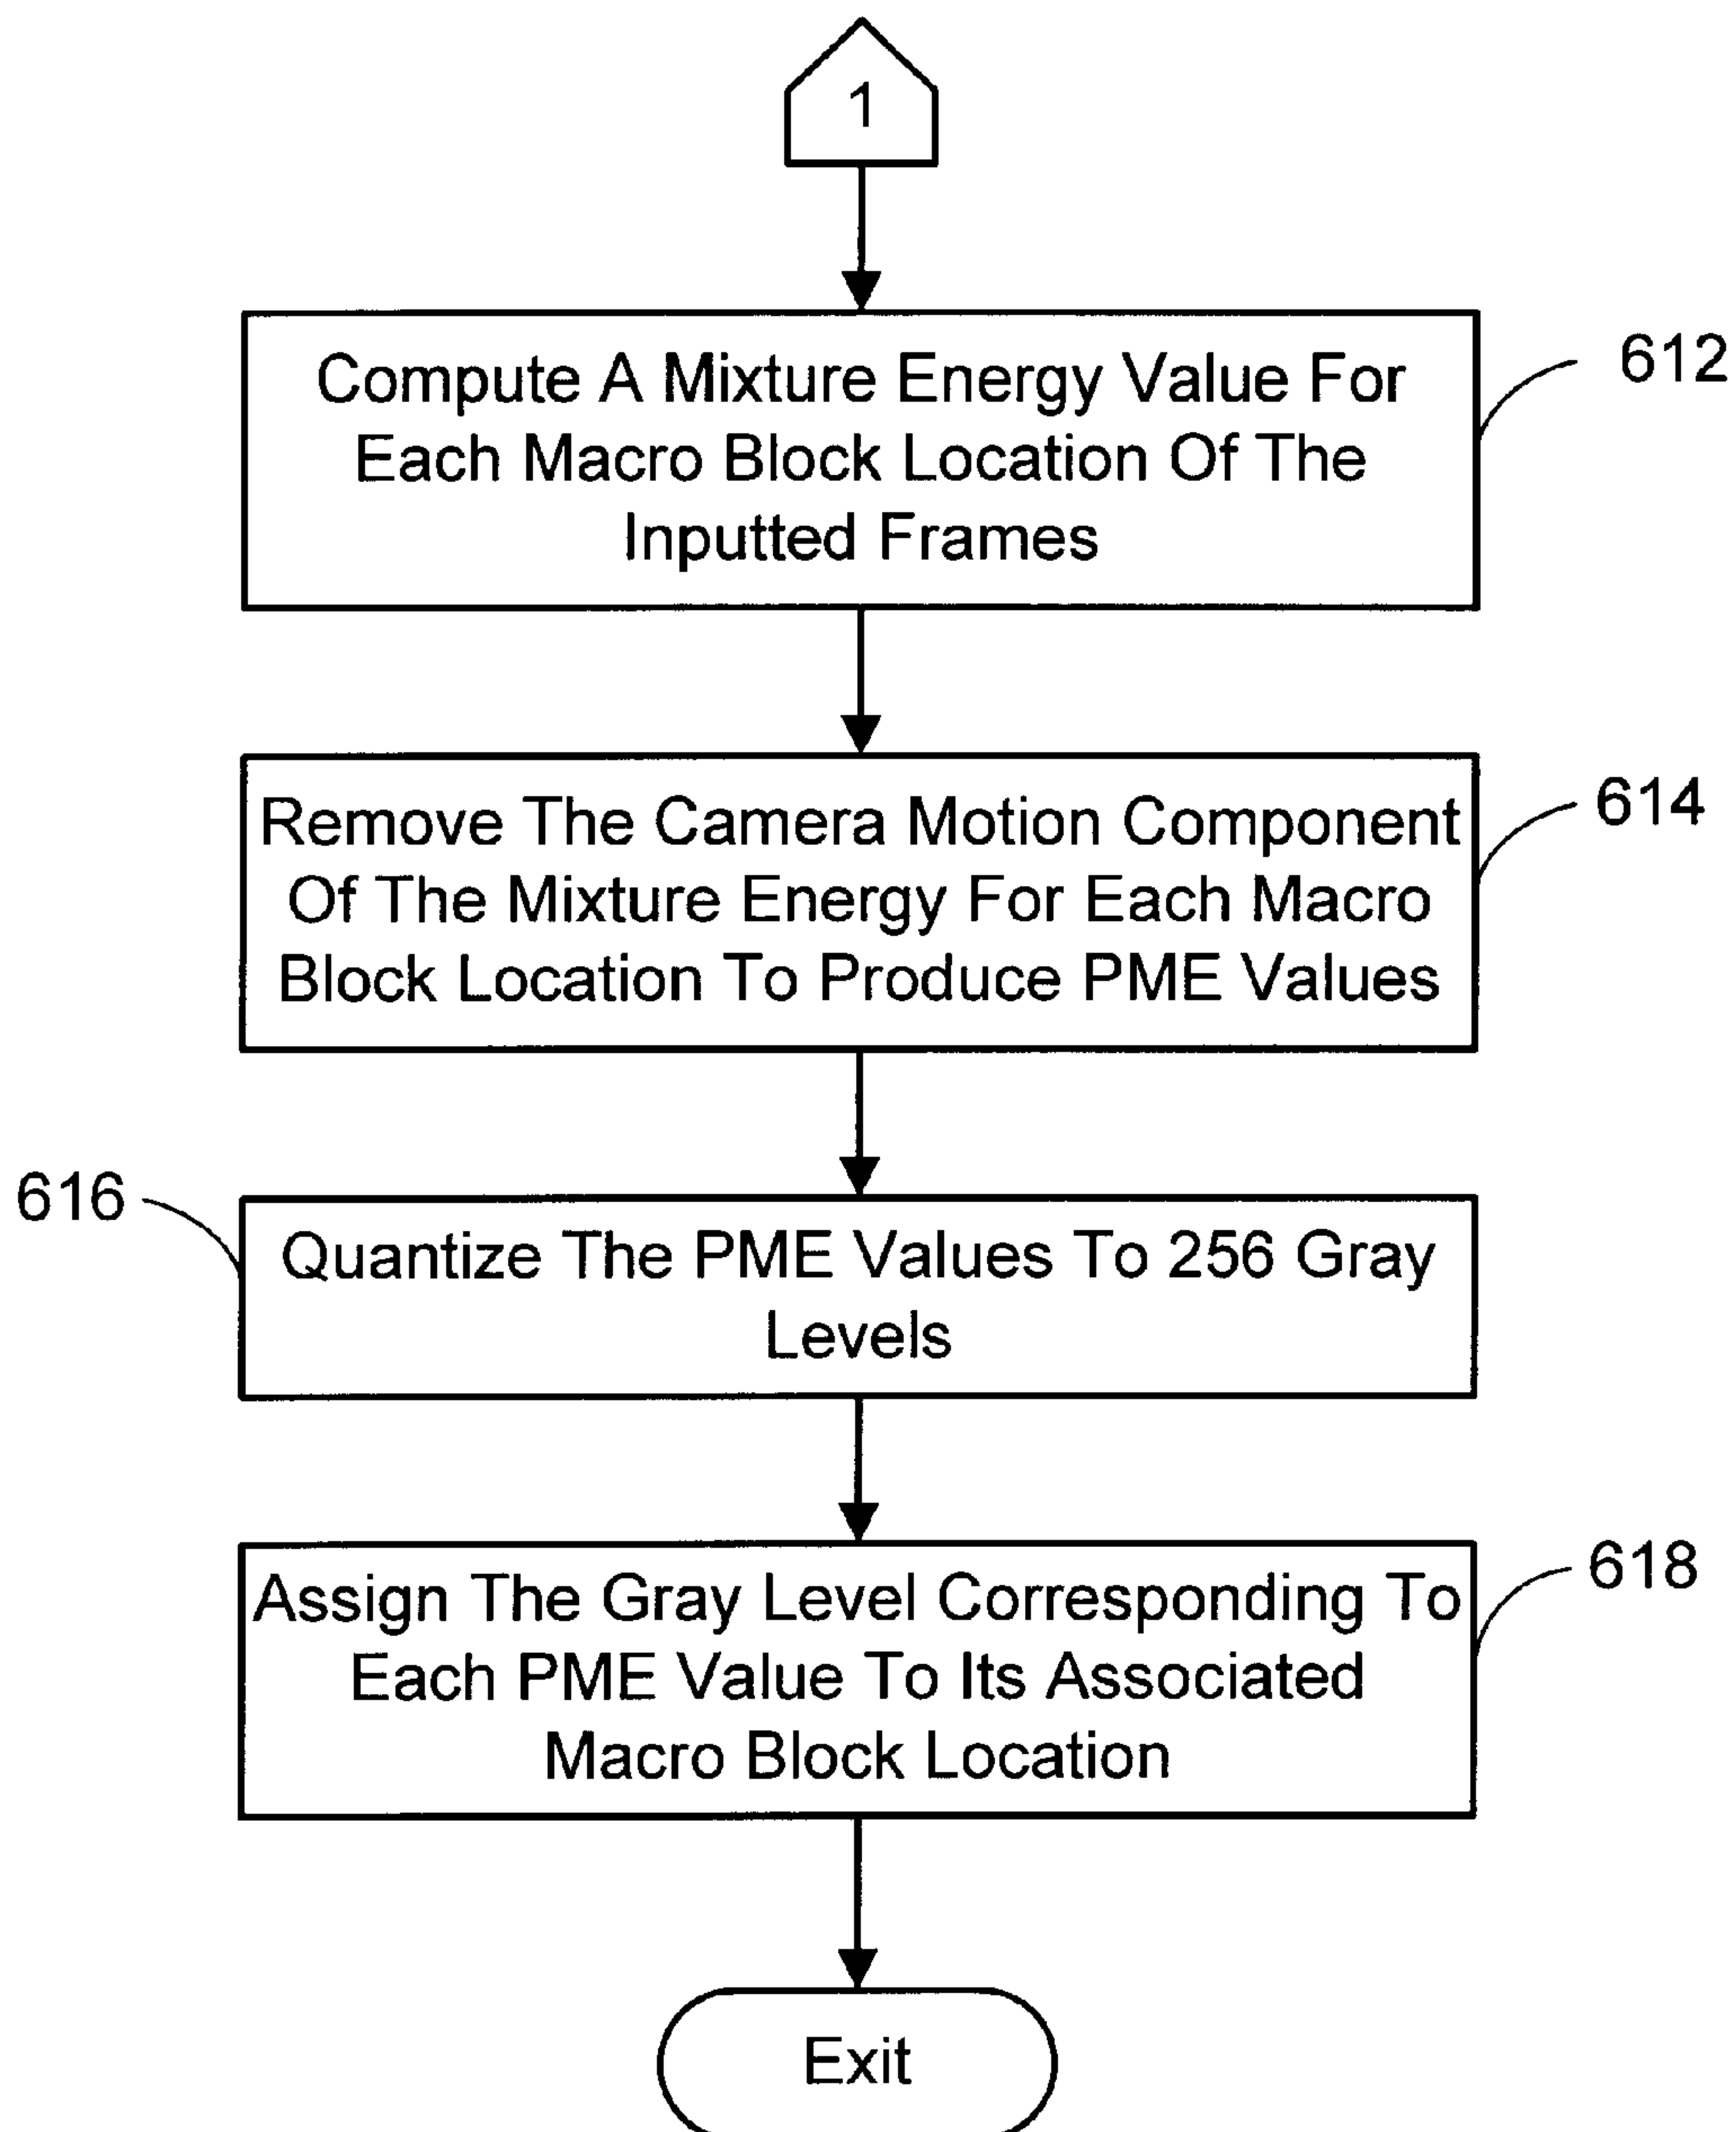 1
Compute A Mixture Energy Value For
Each Macro Block Location Of The
Inputted Frames
612
Remove The Camera Motion Component
Of The Mixture Energy For Each Macro
Block Location To Produce PME Values
614
616
Quantize The PME Values To 256 Gray
Levels
Assign The Gray Level Corresponding To
Each PME Value To Its Associated
Macro Block Location
618
Exit